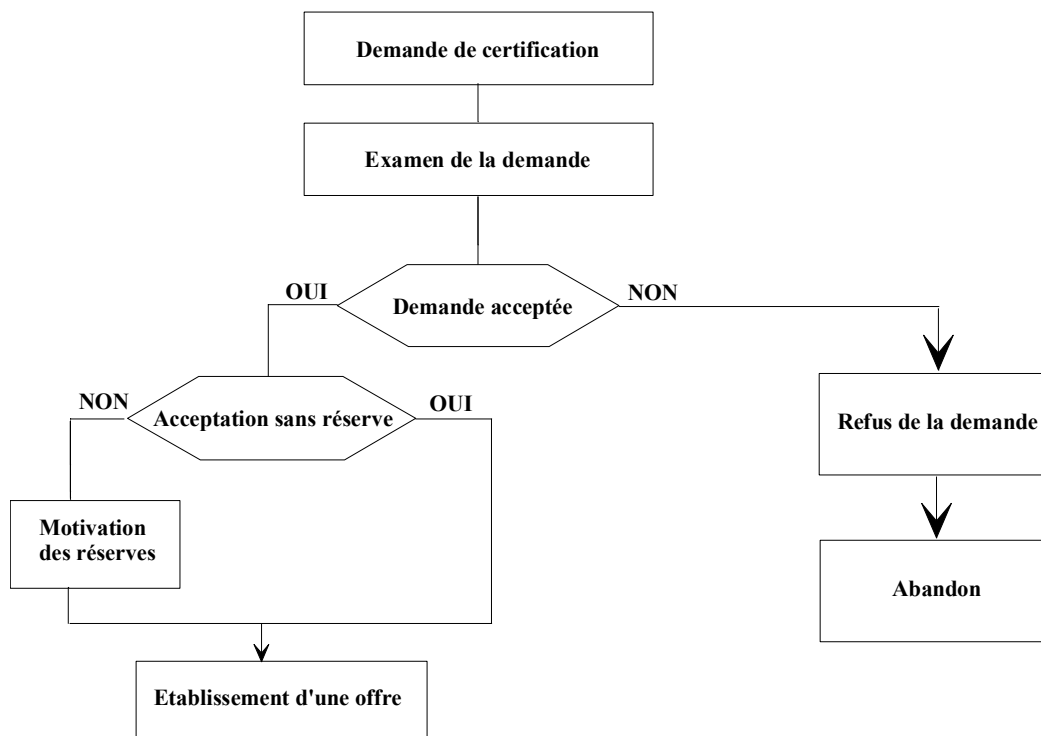 Demande de certification
Examen de la demande
OUI
Demande acceptée
NON
NON
Acceptation sans réserve
OUI
Refus de la demande
Motivation
des réserves
Abandon
Etablissement d'une offre